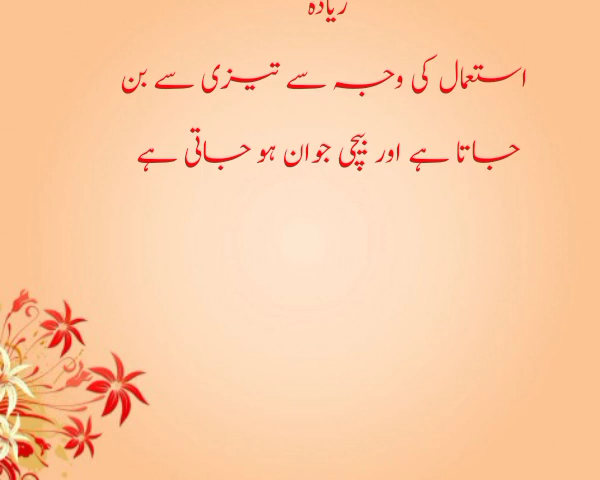 زیادہ
استعمال کی وجہ سے تیزی سے بن
جاتا ہے اور بچی جوان ہو جاتی ہے